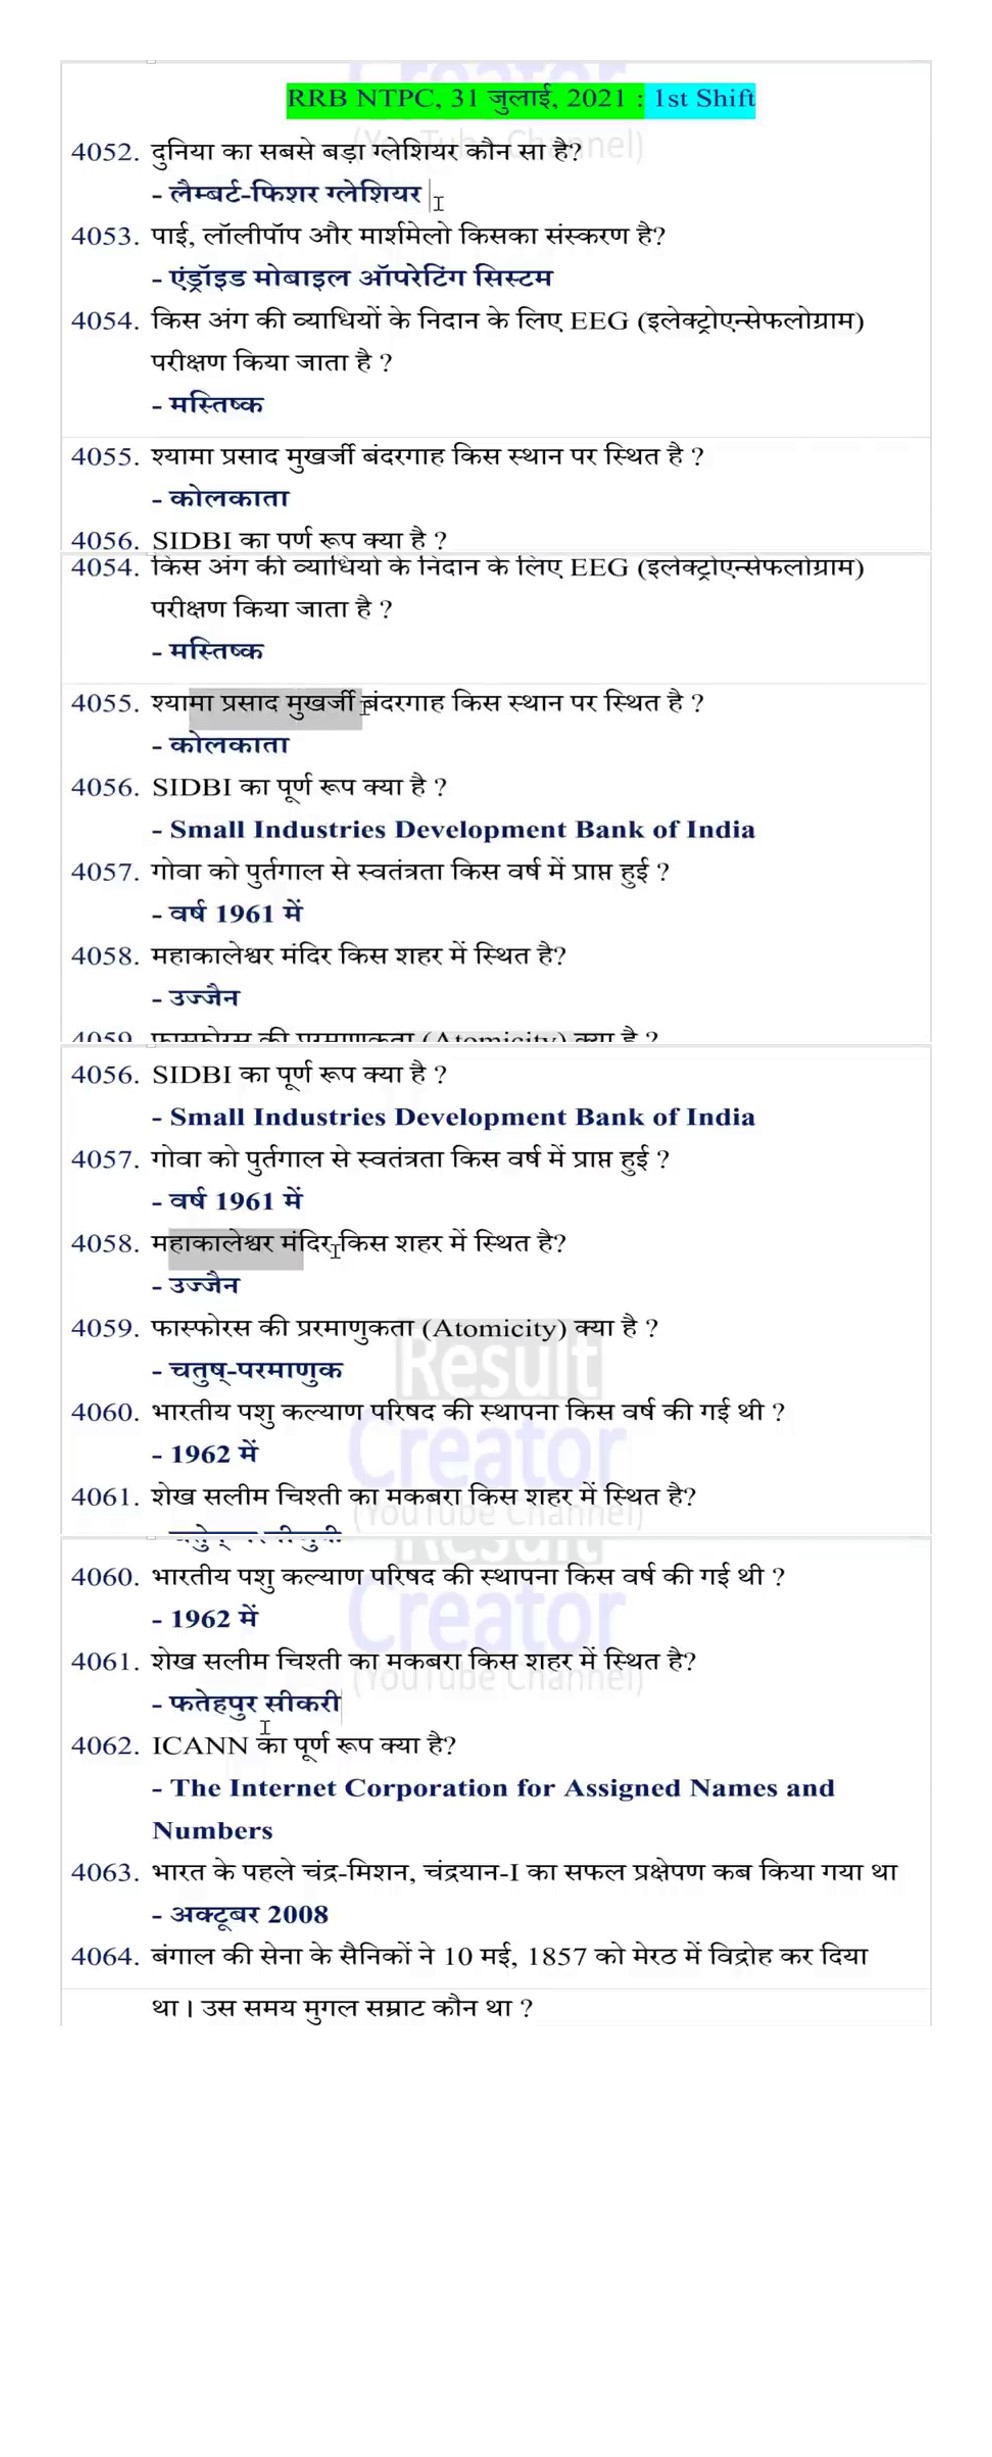 RRB NTPC, 31 जुलाई, 2021 : 1st Shift
(YouTube Channel)
4052. दुनिया का सबसे बड़ा ग्लेशियर कौन सा है?
- लैम्बर्ट-फिशर ग्लेशियर
4053. पाई, लॉलीपॉप और मार्शमेलो किसका संस्करण है?
- एंड्रॉइड मोबाइल ऑपरेटिंग सिस्टम
4054. किस अंग की व्याधियों के निदान के लिए EEG (इलेक्ट्रोएन्सेफलोग्राम)
परीक्षण किया जाता है ?
- मस्तिष्क
4055. श्यामा प्रसाद मुखर्जी बंदरगाह किस स्थान पर स्थित है ?
- कोलकाता
4056. SIDBI का पूर्ण रूप क्या है ?
4054. किस अंग की व्याधियों के निदान के लिए EEG (इलेक्ट्रोएन्सेफलोग्राम)
परीक्षण किया जाता है ?
- मस्तिष्क
4055. श्यामा प्रसाद मुखर्जी बंदरगाह किस स्थान पर स्थित है ?
- कोलकाता
4056. SIDBI का पूर्ण रूप क्या है ?
- Small Industries Development Bank of India
4057. गोवा को पुर्तगाल से स्वतंत्रता किस वर्ष में प्राप्त हुई ?
- वर्ष 1961 में
4058. महाकालेश्वर मंदिर किस शहर में स्थित है?
- उज्जैन
4059. फास्फोरस की प्ररमाणुकता (Atomicity) क्या है ?
4056. SIDBI का पूर्ण रूप क्या है ?
- Small Industries Development Bank of India
4057. गोवा को पुर्तगाल से स्वतंत्रता किस वर्ष में प्राप्त हुई ?
- वर्ष 1961 में
4058. महाकालेश्वर मंदिर किस शहर में स्थित है?
- उज्जैन
4059. फास्फोरस की प्ररमाणुकता (Atomicity) क्या है ?
Result
- चतुष्-परमाणुक
4060. भारतीय पशु कल्याण परिषद की स्थापना किस वर्ष की गई थी ?
Creator
- 1962 में
4061. शेख सलीम चिश्ती का मकबरा किस शहर में स्थित है?
(YouTube Channel)
Result
4060. भारतीय पशु कल्याण परिषद की स्थापना किस वर्ष की गई थी ?
Creator
- 1962 में
4061. शेख सलीम चिश्ती का मकबरा किस शहर में स्थित है?
(YouTube Channel)
- फतेहपुर सीकरी
4062. ICANN का पूर्ण रूप क्या है?
- The Internet Corporation for Assigned Names and
Numbers
4063. भारत के पहले चंद्र-मिशन, चंद्रयान-I का सफल प्रक्षेपण कब किया गया था
- अक्टूबर 2008
4064. बंगाल की सेना के सैनिकों ने 10 मई, 1857 को मेरठ में विद्रोह कर दिया
था। उस समय मुगल सम्राट कौन था ?